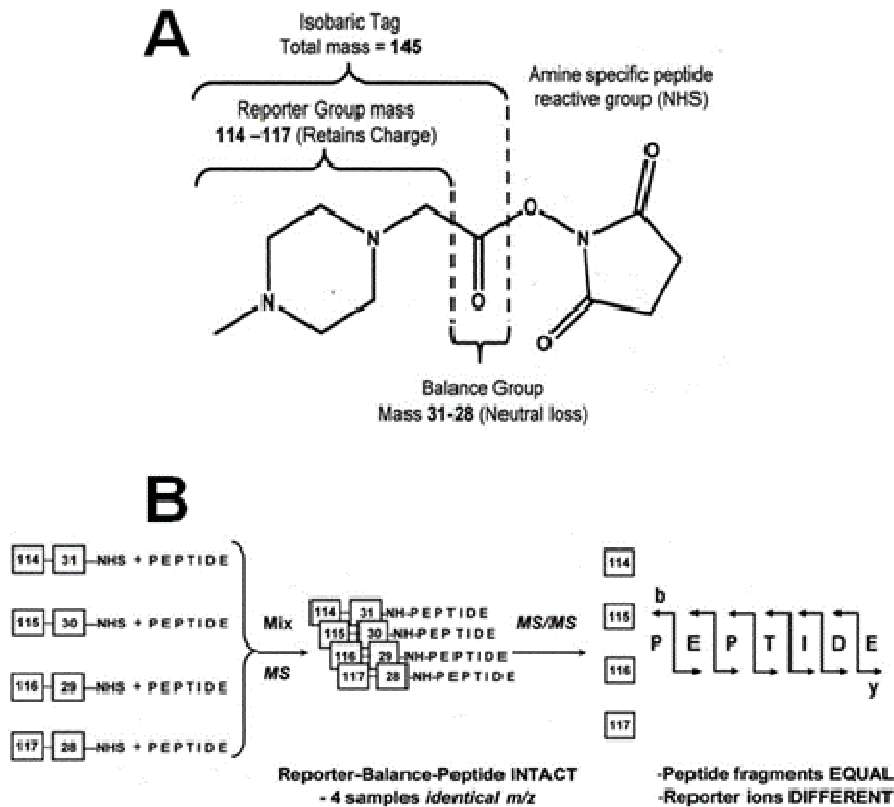 A
Isobaric Tag
Total mass = 145
Reporter Group mass
114 –117 (Retains Charge)
Amine specific peptide
reactive group (NHS)
N
N
O
O
N
O
O
Balance Group
Mass 31-28 (Neutral loss)
B
114 31 NHS + PEPTIDE
115 30 NHS + PEPTIDE
116 29 NHS + PEPTIDE
117 28 NHS + PEPTIDE
Mix
MS
114 31 NH-PEPTIDE
115 30 NH-PEPTIDE
116 29 NH-PEPTIDE
117 28 NH-PEPTIDE
MS/MS
114
115
116
117
b
P E P T I D E
y
Reporter–Balance-Peptide INTACT
- 4 samples identical m/z
-Peptide fragments EQUAL
-Reporter ions DIFFERENT